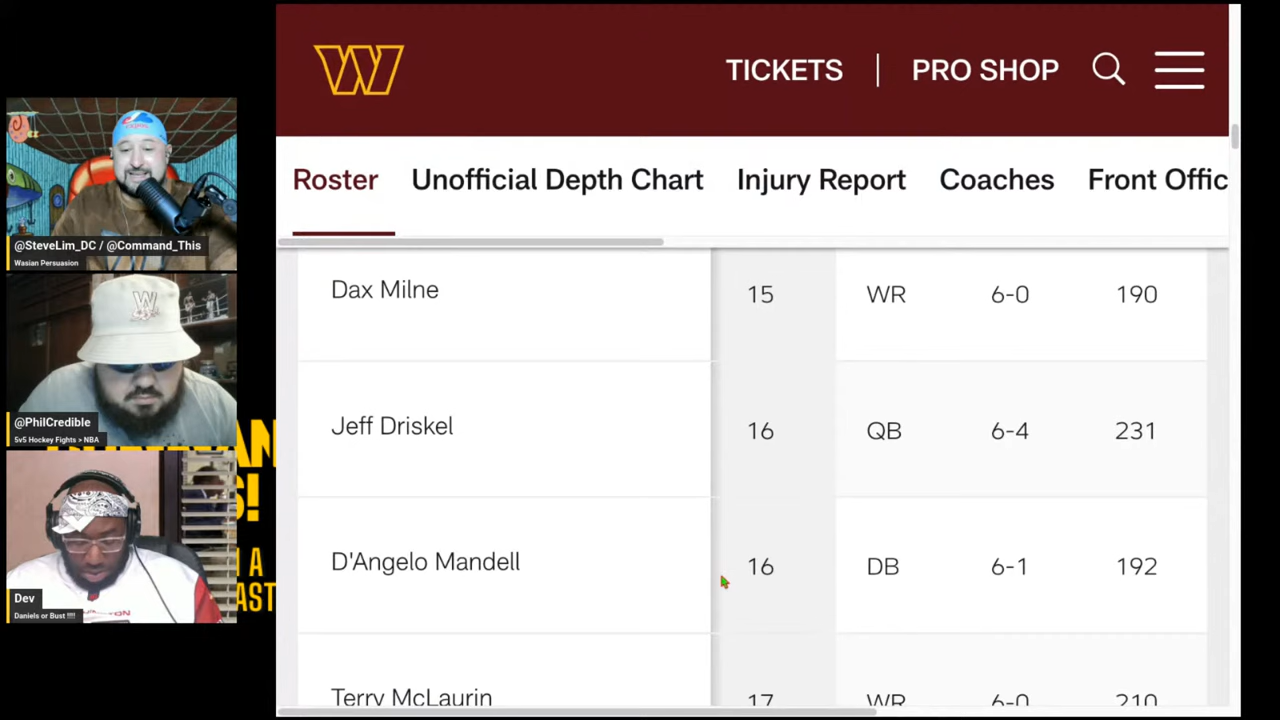 TICKETS | PRO SHOP
Roster Unofficial Depth Chart Injury Report Coaches Front Offic
Dax Milne 15 WR 6-0 190
Jeff Driskel 16 QB 6-4 231
D'Angelo Mandell 16 DB 6-1 192
Terry McLaurin 17 WR 6-0 210
@SteveLim_DC / @Command_This
Wasian Persuasion
@PhilCredible
5v5 Hockey Fights > NBA
Dev
Daniels or Bust !!!!
AN
S!
A
AST